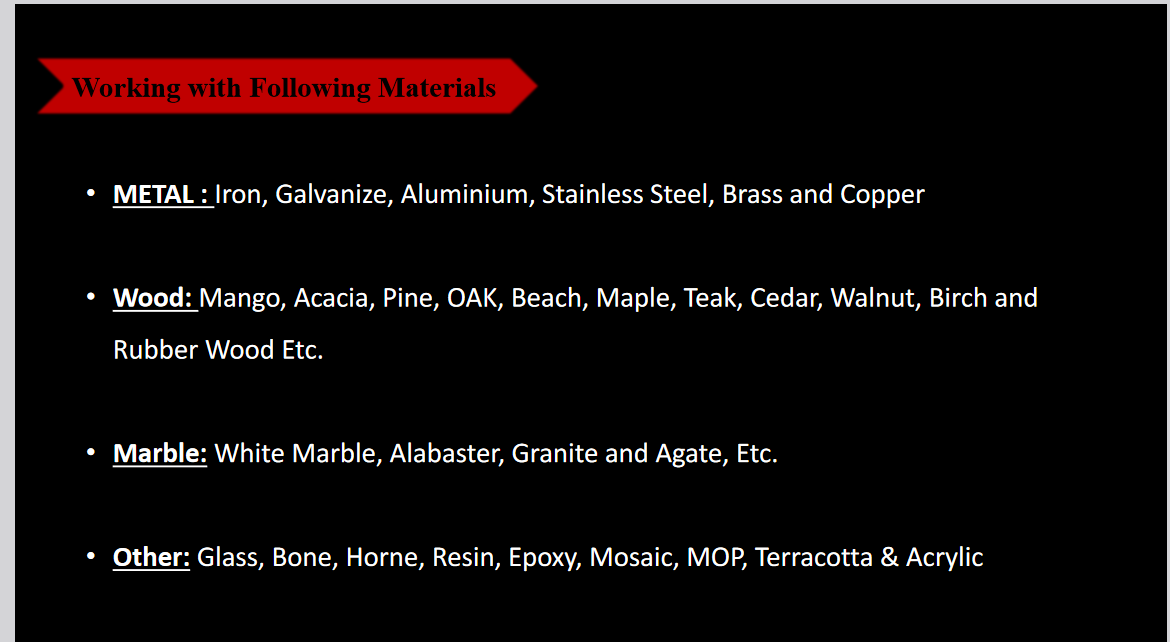 Working with Following Materials
• METAL : Iron, Galvanize, Aluminium, Stainless Steel, Brass and Copper
• Wood: Mango, Acacia, Pine, OAK, Beach, Maple, Teak, Cedar, Walnut, Birch and
Rubber Wood Etc.
• Marble: White Marble, Alabaster, Granite and Agate, Etc.
• Other: Glass, Bone, Horne, Resin, Epoxy, Mosaic, MOP, Terracotta & Acrylic